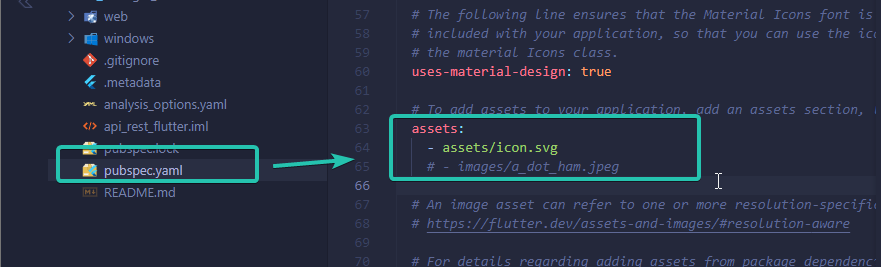 web
windows
.gitignore
.metadata
analysis_options.yaml
api_rest_flutter.iml
pubspec.lock
pubspec.yaml
README.md
57 # The following line ensures that the Material Icons font is
58 # included with your application, so that you can use the ico
59 # the material Icons class.
60 uses-material-design: true
61
62 # To add assets to your application, add an assets section,
63 assets:
64 - assets/icon.svg
65 # - images/a_dot_ham.jpeg
66
67 # An image asset can refer to one or more resolution-specific
68 # https://flutter.dev/assets-and-images/#resolution-aware
69
70 # For details regarding adding assets from package dependency